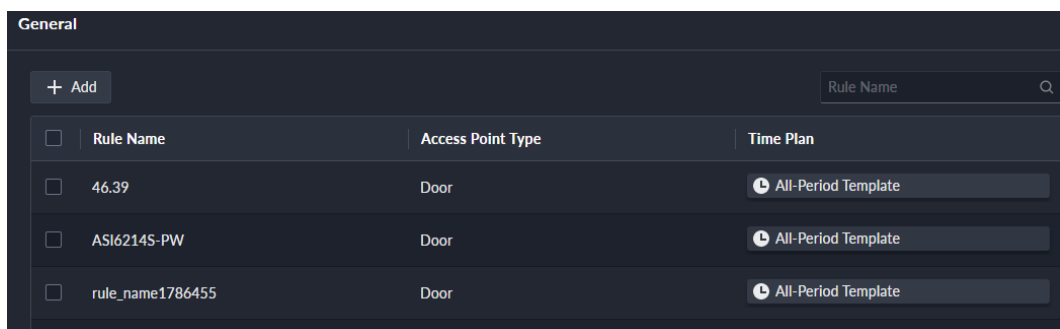 General
+ Add
Rule Name
Rule Name Access Point Type Time Plan
46.39 Door All-Period Template
ASI6214S-PW Door All-Period Template
rule_name1786455 Door All-Period Template